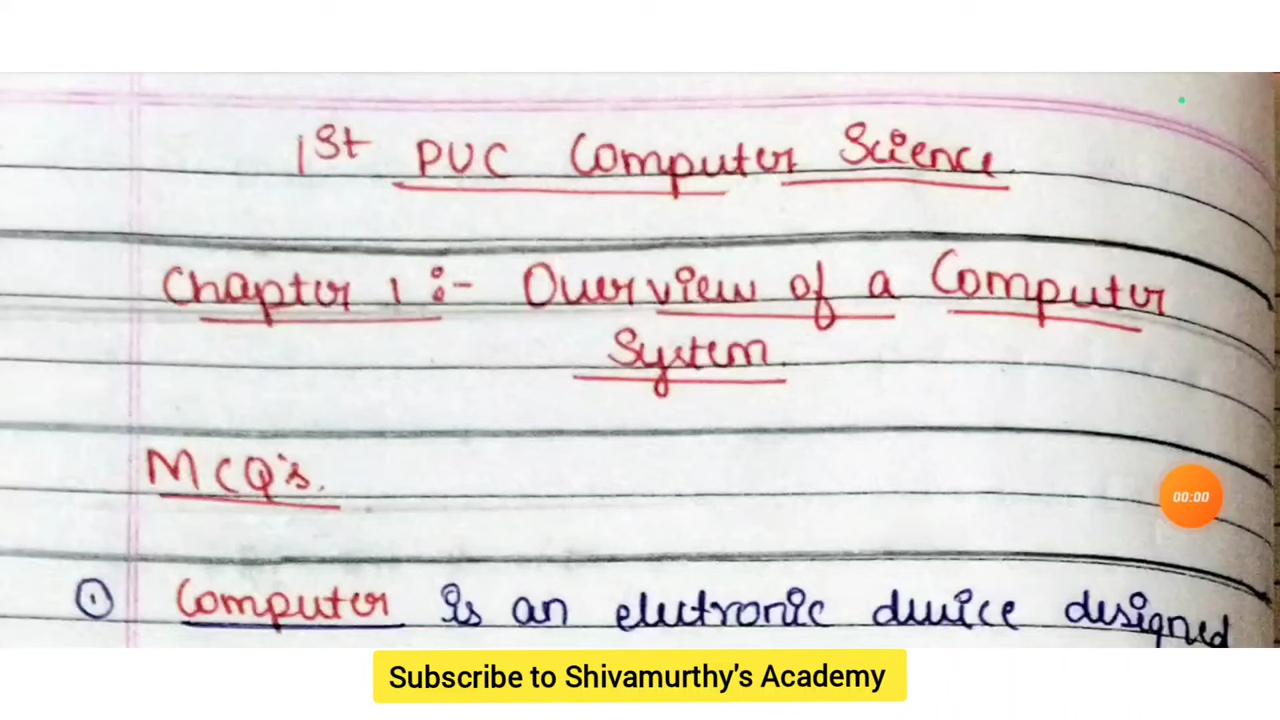 1st PUC Computer Science
Chapter 1 :- Overview of a Computer
System
MCQ's.
00:00
① Computer is an electronic device designed
Subscribe to Shivamurthy's Academy